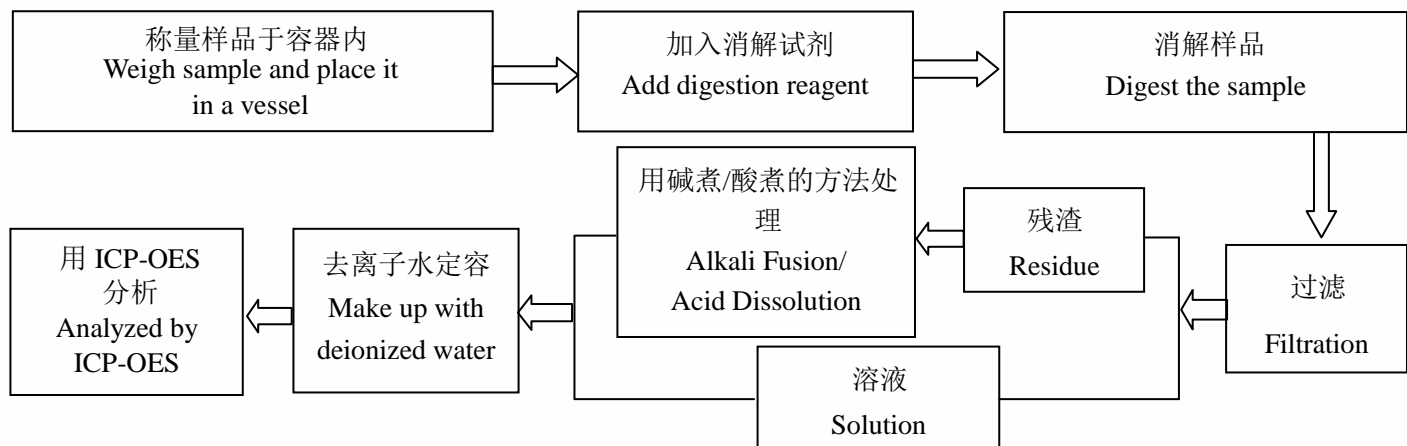 称量样品于容器内
Weigh sample and place it
in a vessel
加入消解试剂
Add digestion reagent
消解样品
Digest the sample
过滤
Filtration
残渣
Residue
用碱煮/酸煮的方法处
理
Alkali Fusion/
Acid Dissolution
溶液
Solution
去离子水定容
Make up with
deionized water
用 ICP-OES
分析
Analyzed by
ICP-OES